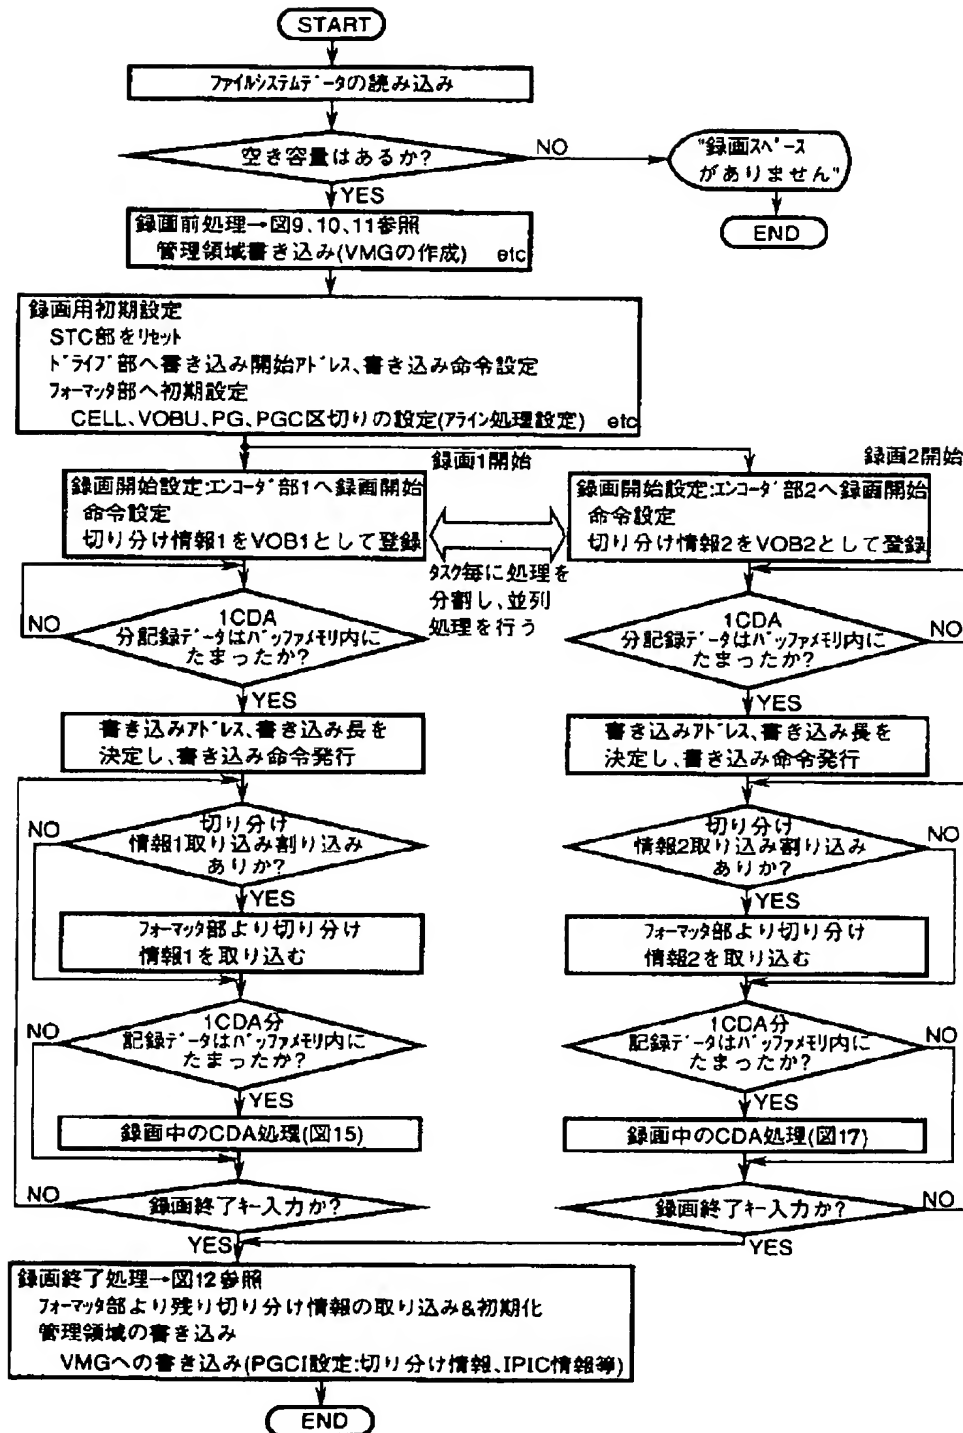 START
ファイルシステムデータの読み込み
空き容量はあるか?
NO
"録画スペース
がありません"
END
YES
録画前処理→図9、10、11参照
管理領域書き込み(VMGの作成) etc
録画用初期設定
STC部をリセット
ドライブ部へ書き込み開始アドレス、書き込み命令設定
フォーマッタ部へ初期設定
CELL、VOBU、PG、PGC区切りの設定(アライン処理設定) etc
録画1開始
録画2開始
録画開始設定:エンコーダ部1へ録画開始
命令設定
切り分け情報1をVOB1として登録
タスク毎に処理を
分割し、並列
処理を行う
録画開始設定:エンコーダ部2へ録画開始
命令設定
切り分け情報2をVOB2として登録
NO
1CDA
分記録データはバッファメモリ内に
たまったか?
YES
1CDA
分記録データはバッファメモリ内に
たまったか?
NO
YES
書き込みアドレス、書き込み長を
決定し、書き込み命令発行
書き込みアドレス、書き込み長を
決定し、書き込み命令発行
NO
切り分け
情報1取り込み割り込み
ありか?
YES
切り分け
情報2取り込み割り込み
ありか?
NO
YES
フォーマッタ部より切り分け
情報1を取り込む
フォーマッタ部より切り分け
情報2を取り込む
NO
1CDA分
記録データはバッファメモリ内に
たまったか?
YES
1CDA分
記録データはバッファメモリ内に
たまったか?
NO
YES
録画中のCDA処理(図15)
録画中のCDA処理(図17)
NO
録画終了キー入力か?
YES
録画終了キー入力か?
NO
YES
録画終了処理→図12参照
フォーマッタ部より残り切り分け情報の取り込み&初期化
管理領域の書き込み
VMGへの書き込み(PGCI設定:切り分け情報、IPIC情報等)
END